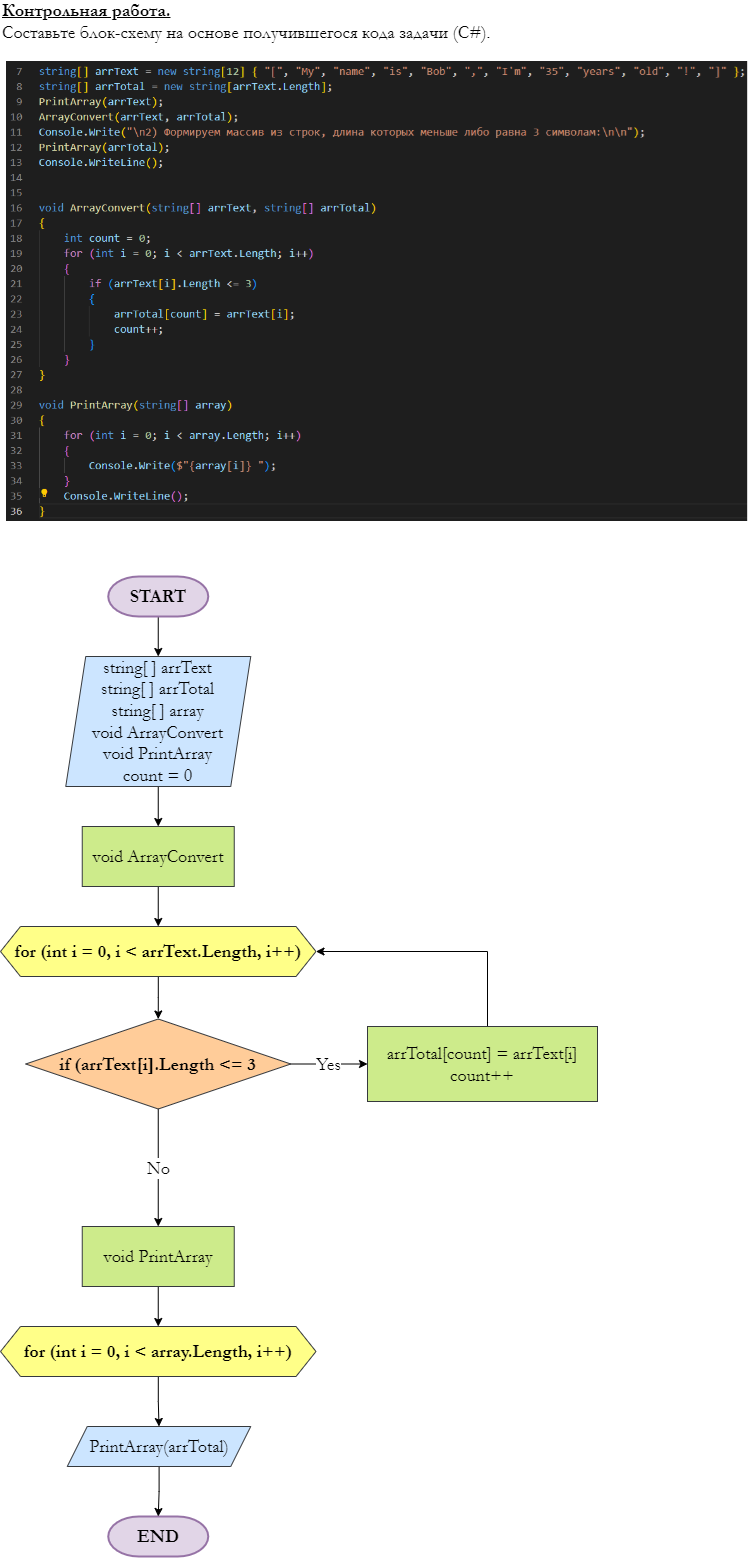 Контрольная работа.
Составьте блок-схему на основе получившегося кода задачи (C#).
7 string[] arrText = new string[12] { "[", "My", "name", "is", "Bob", ",", "I'm", "35", "years", "old", "!", "]" };
8 string[] arrTotal = new string[arrText.Length];
9 PrintArray(arrText);
10 ArrayConvert(arrText, arrTotal);
11 Console.Write("\n2) Формируем массив из строк, длина которых меньше либо равна 3 символам:\n\n");
12 PrintArray(arrTotal);
13 Console.WriteLine();
14
15
16 void ArrayConvert(string[] arrText, string[] arrTotal)
17 {
18 int count = 0;
19 for (int i = 0; i < arrText.Length; i++)
20 {
21 if (arrText[i].Length <= 3)
22 {
23 arrTotal[count] = arrText[i];
24 count++;
25 }
26 }
27 }
28
29 void PrintArray(string[] array)
30 {
31 for (int i = 0; i < array.Length; i++)
32 {
33 Console.Write($"{array[i]} ");
34 }
35 Console.WriteLine();
36 }
START
string[] arrText
string[] arrTotal
string[] array
void ArrayConvert
void PrintArray
count = 0
void ArrayConvert
for (int i = 0, i < arrText.Length, i++)
if (arrText[i].Length <= 3
Yes
arrTotal[count] = arrText[i]
count++
No
void PrintArray
for (int i = 0, i < array.Length, i++)
PrintArray(arrTotal)
END